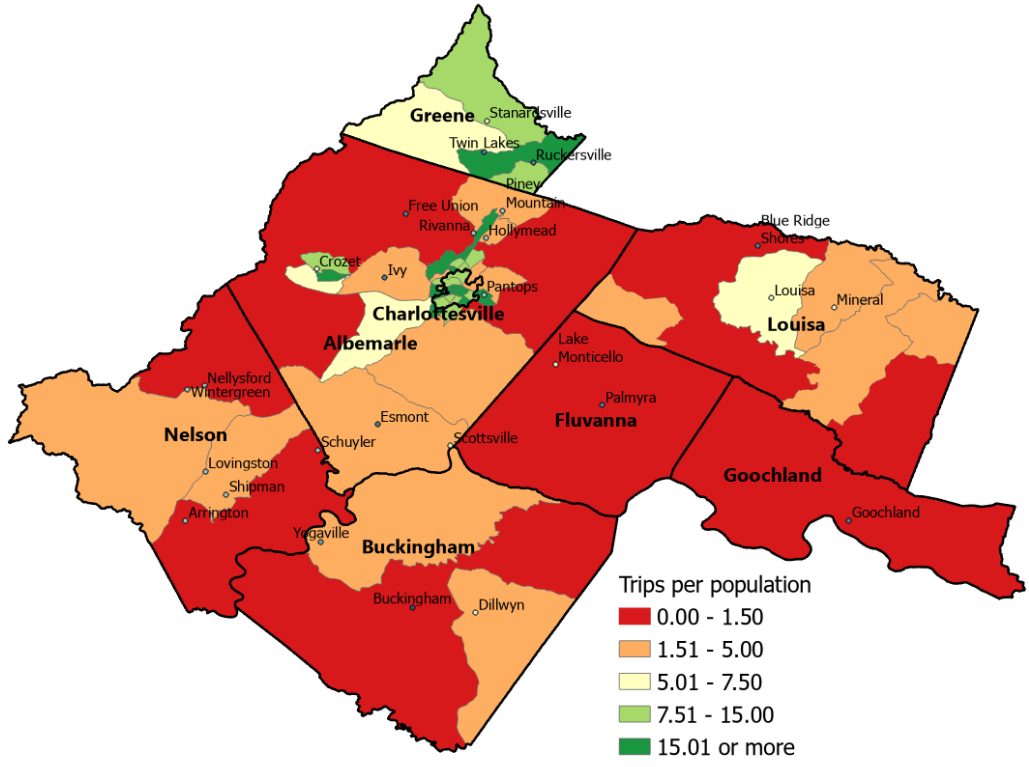 Greene
Stanardsville
Twin Lakes
Ruckersville
Piney
Mountain
Free Union
Rivanna
Hollymead
Blue Ridge
Shores
Crozet
Ivy
Pantops
Louisa
Mineral
Charlottesville
Louisa
Albemarle
Lake
Monticello
Nellysford
Wintergreen
Palmyra
Esmont
Fluvanna
Nelson
Schuyler
Scottsville
Lovingston
Goochland
Shipman
Arrington
Goochland
Yogaville
Buckingham
Buckingham
Dillwyn
Trips per population
0.00 - 1.50
1.51 - 5.00
5.01 - 7.50
7.51 - 15.00
15.01 or more